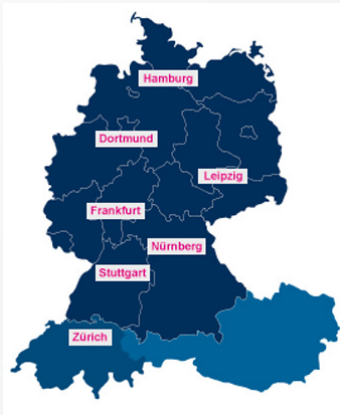 Hamburg
Dortmund
Leipzig
Frankfurt
Nürnberg
Stuttgart
Zürich